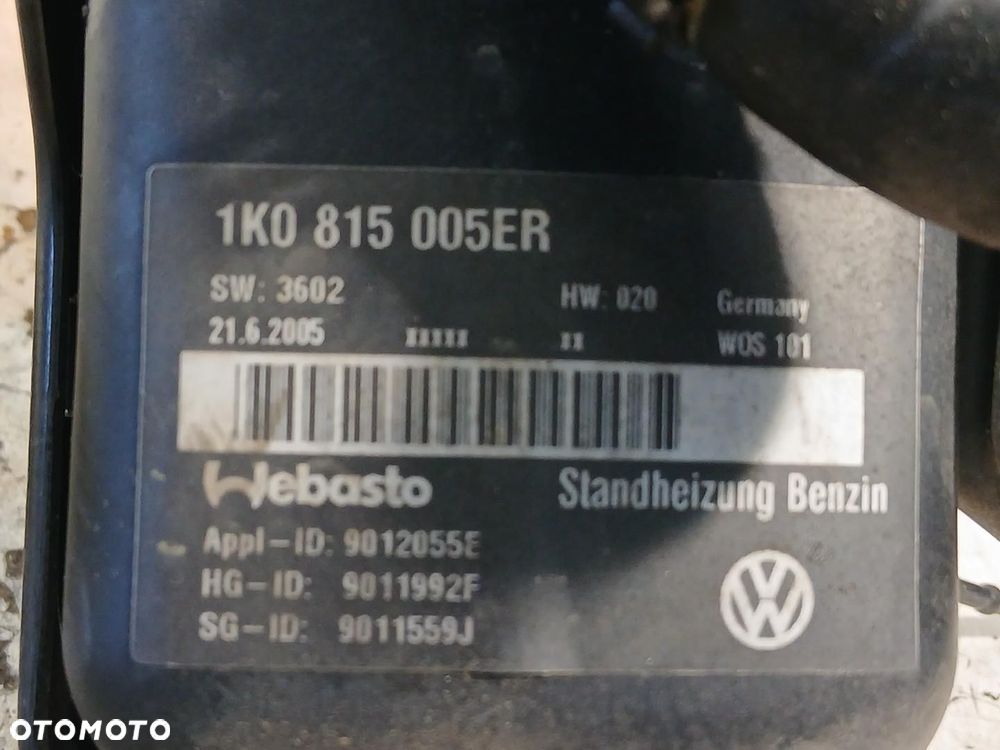 1K0 815 005ER
SW: 3602 HW: 020 Germany
21.6.2005 xxxxx xx WOS 101
Webasto Standheizung Benzin
Appl-ID: 9012055E
HG-ID: 9011992F
SG-ID: 9011559J
VW
OTOMOTO